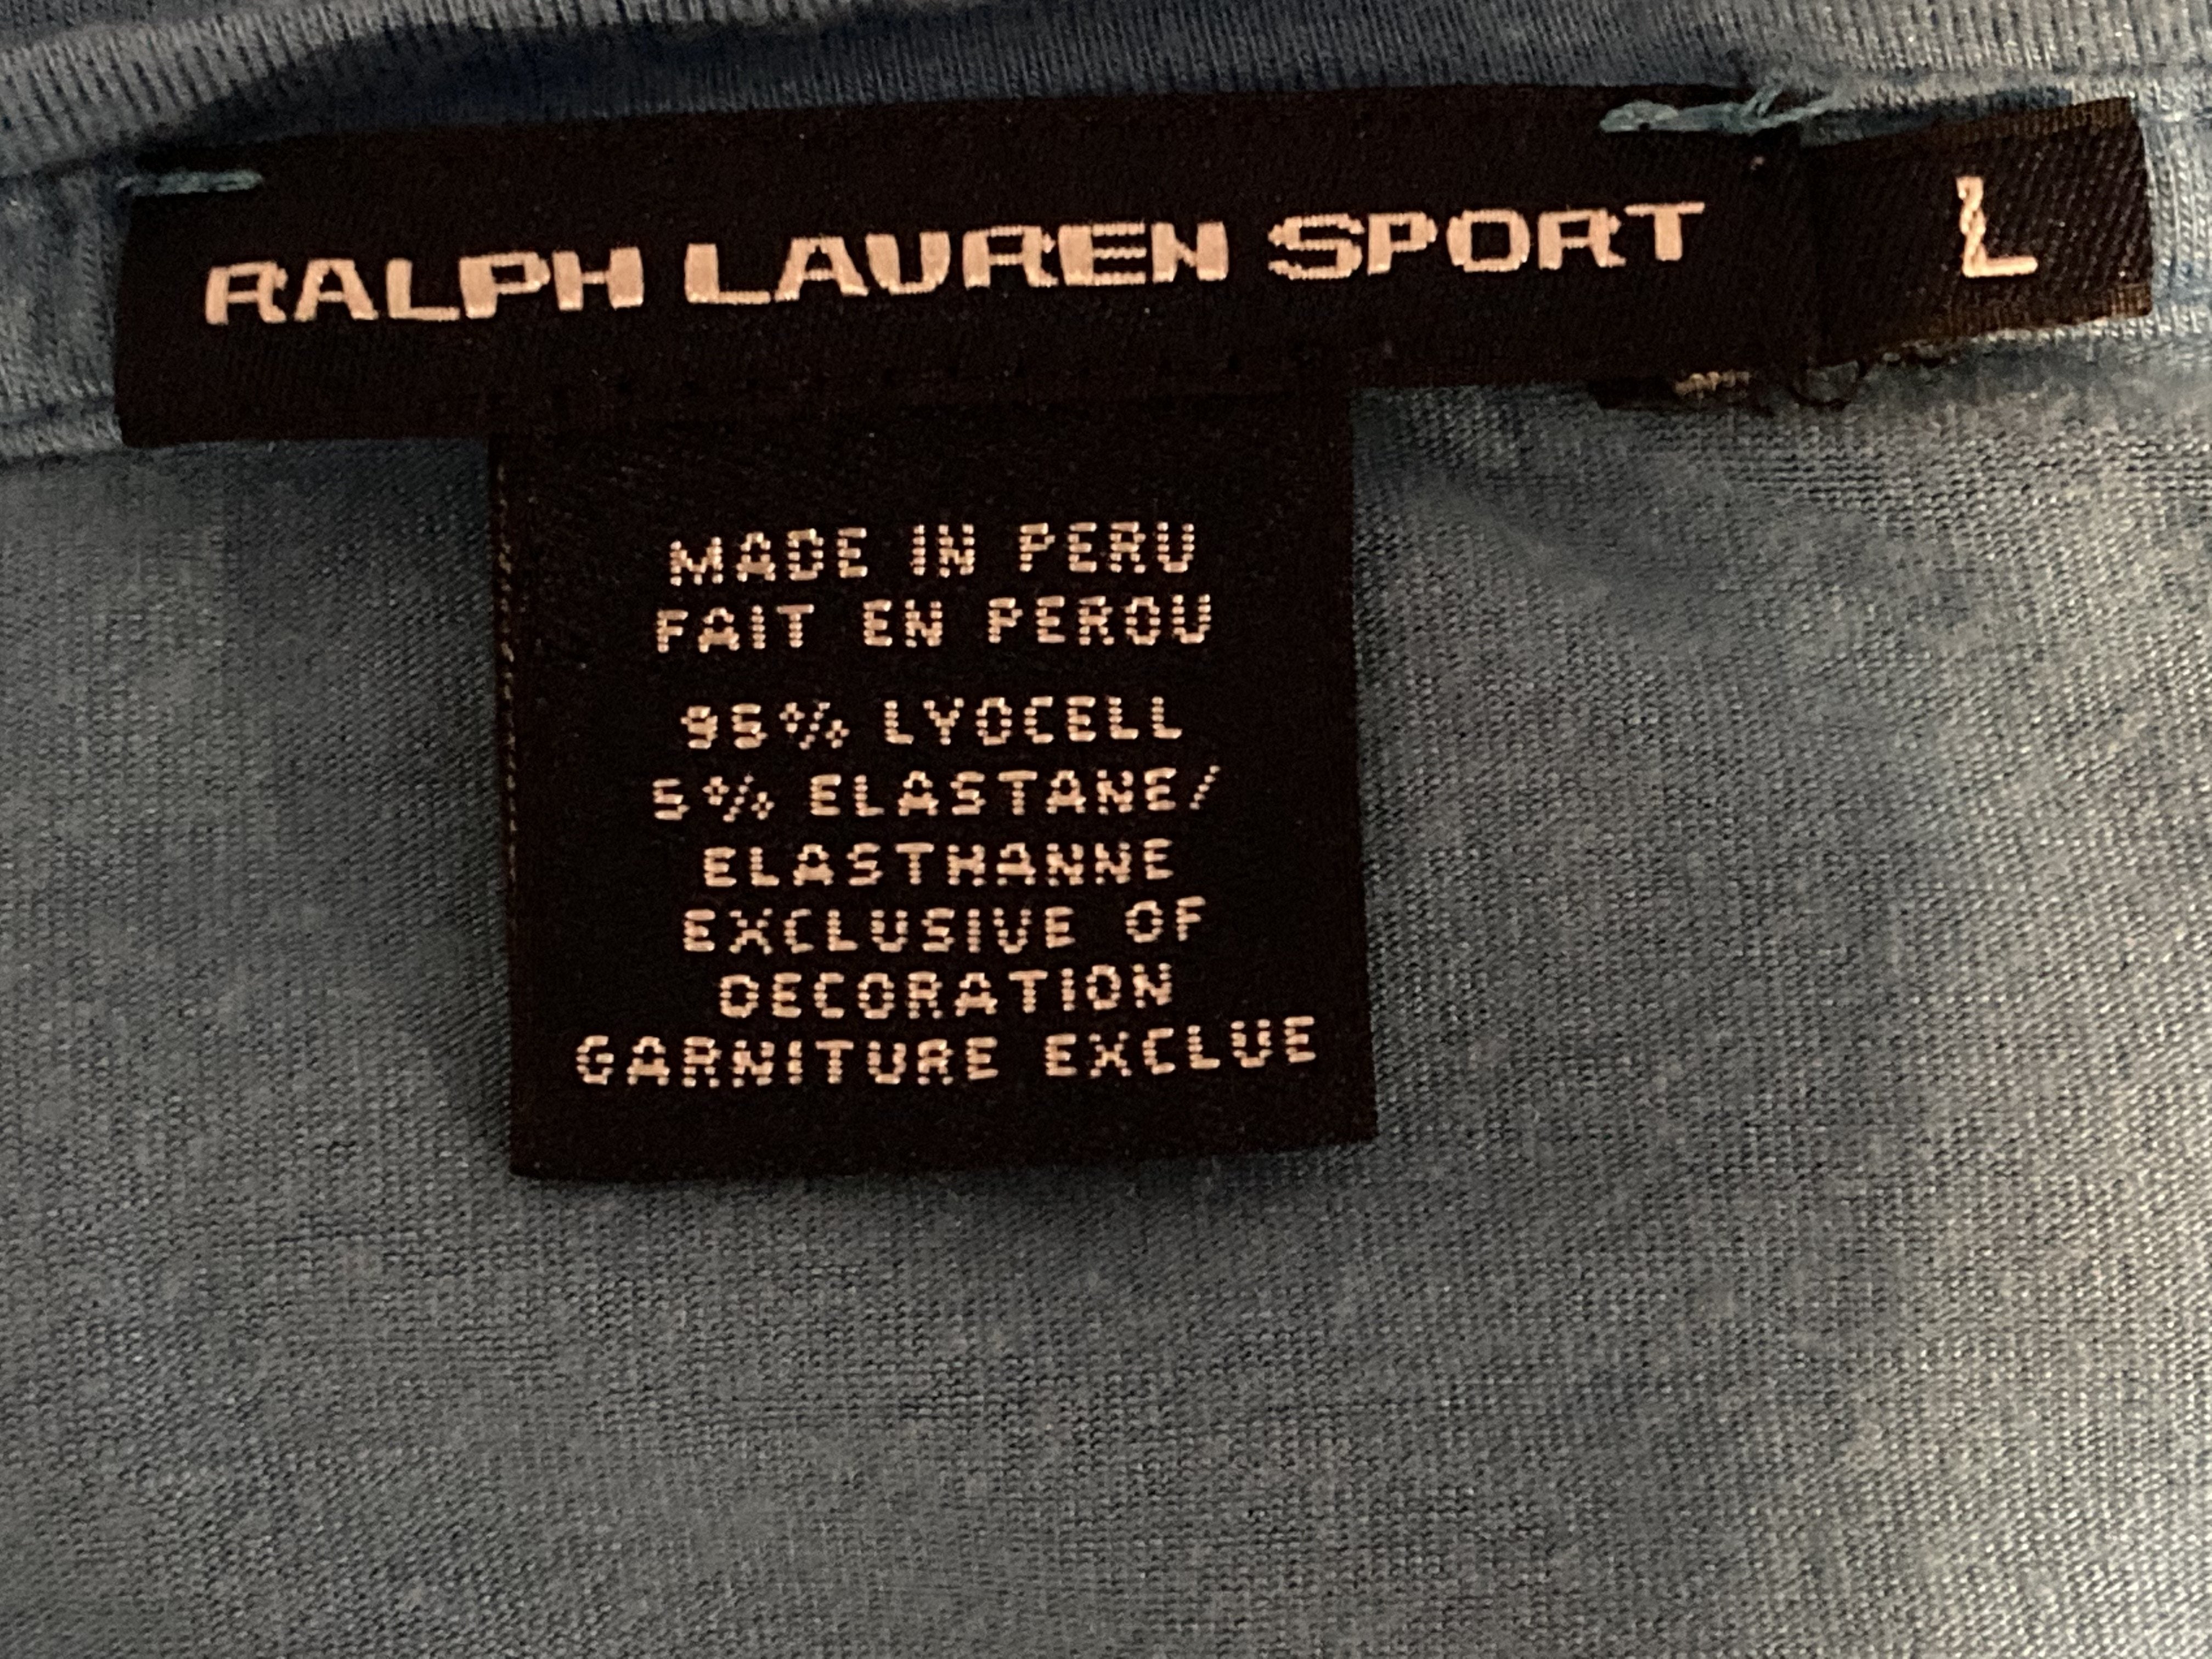 RALPH LAUREN SPORT L
MADE IN PERU
FAIT EN PEROU
95% LYOCELL
5% ELASTANE/
ELASTHANNE
EXCLUSIVE OF
DECORATION
GARNITURE EXCLUE